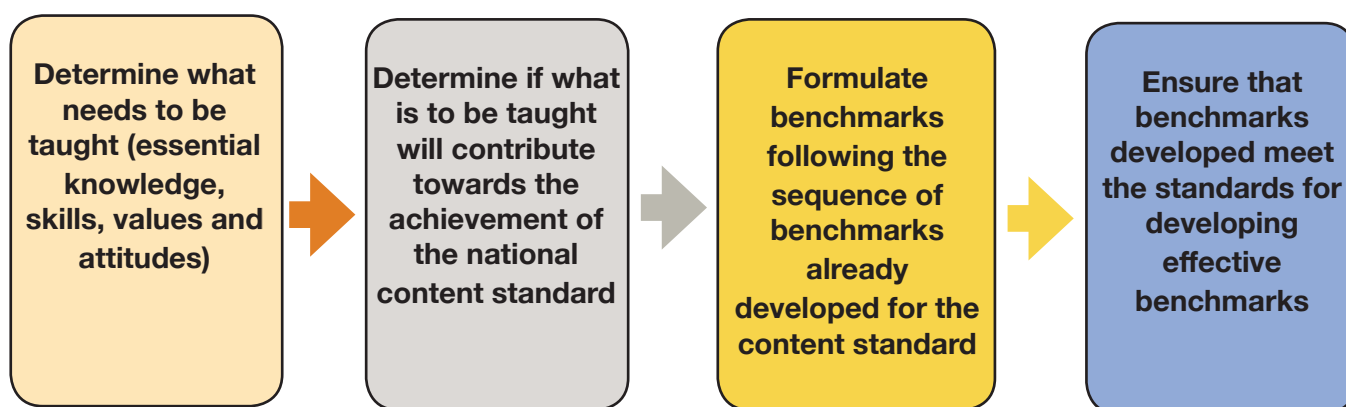 Determine what
needs to be
taught (essential
knowledge,
skills, values and
attitudes)
Determine if what
is to be taught
will contribute
towards the
achievement of
the national
content standard
Formulate
benchmarks
following the
sequence of
benchmarks
already
developed for the
content standard
Ensure that
benchmarks
developed meet
the standards for
developing
effective
benchmarks